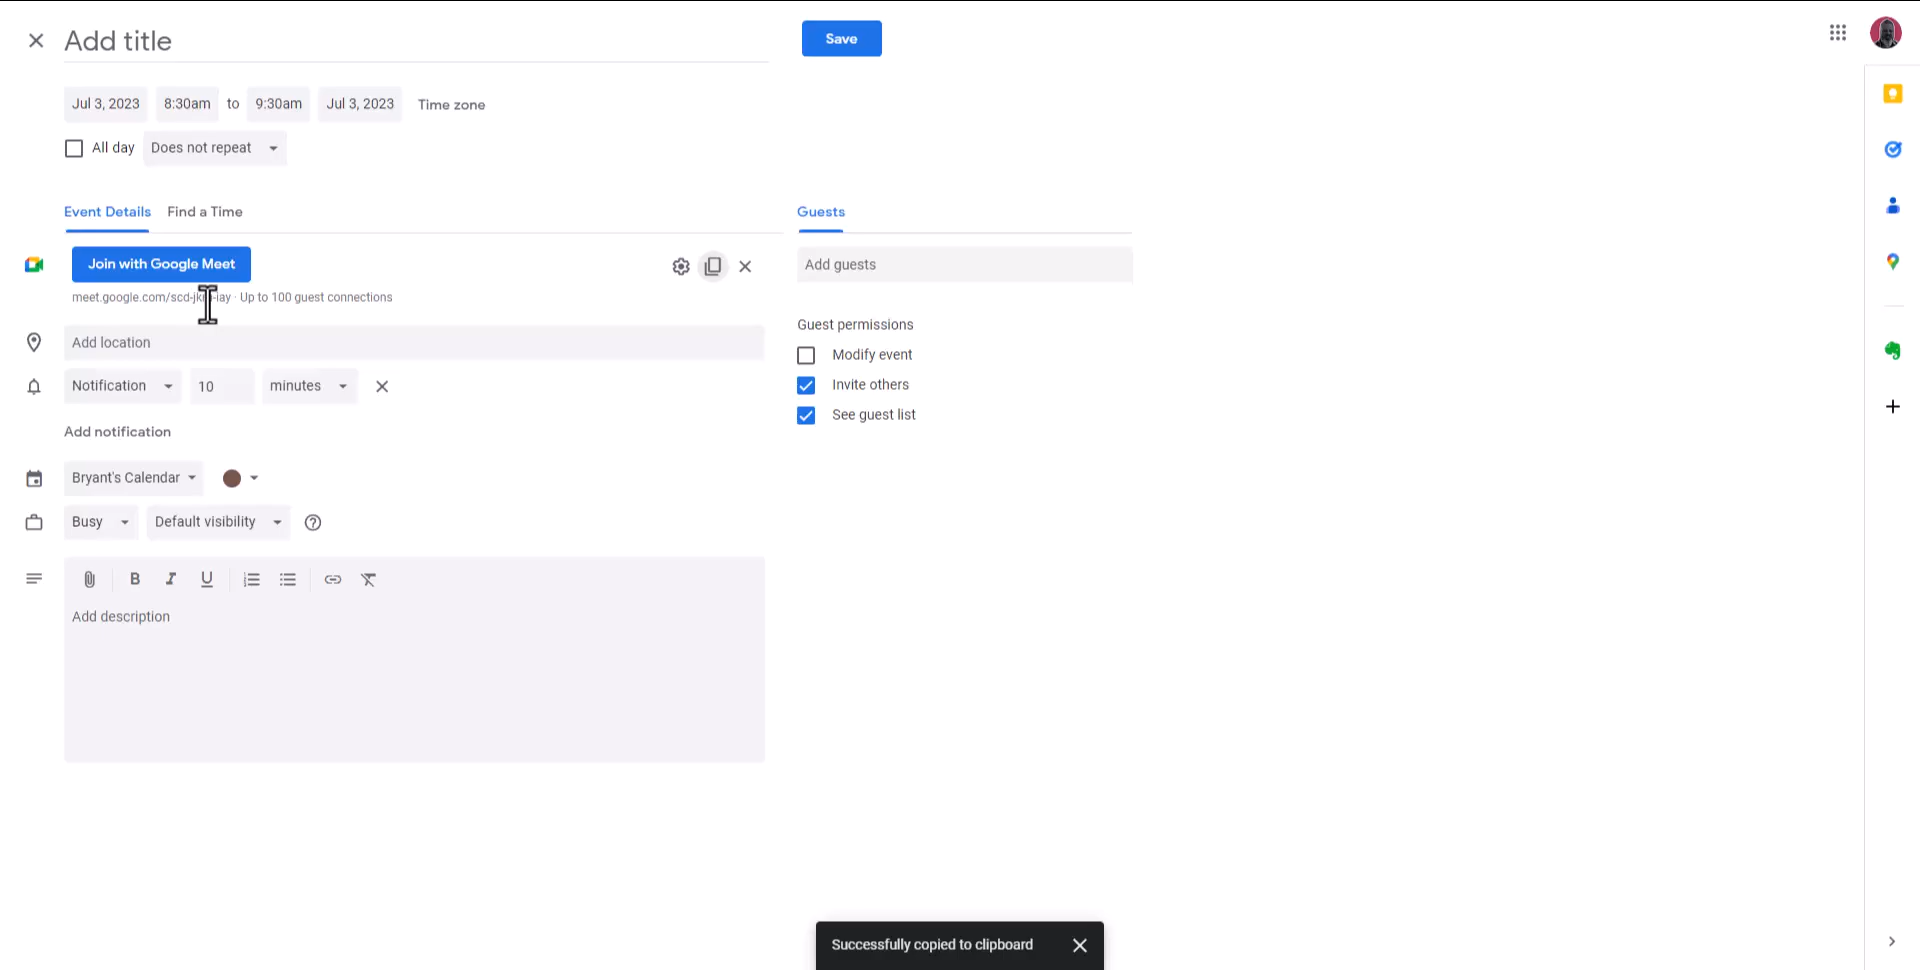 Add title
Save
Jul 3, 2023 8:30am to 9:30am Jul 3, 2023 Time zone
All day Does not repeat
Event Details Find a Time
Guests
Join with Google Meet
Add guests
· Up to 100 guest connections
Add location
Guest permissions
Modify event
Notification 10 minutes
Invite others
See guest list
Add notification
Bryant's Calendar
Busy Default visibility
B I U
Add description
Successfully copied to clipboard